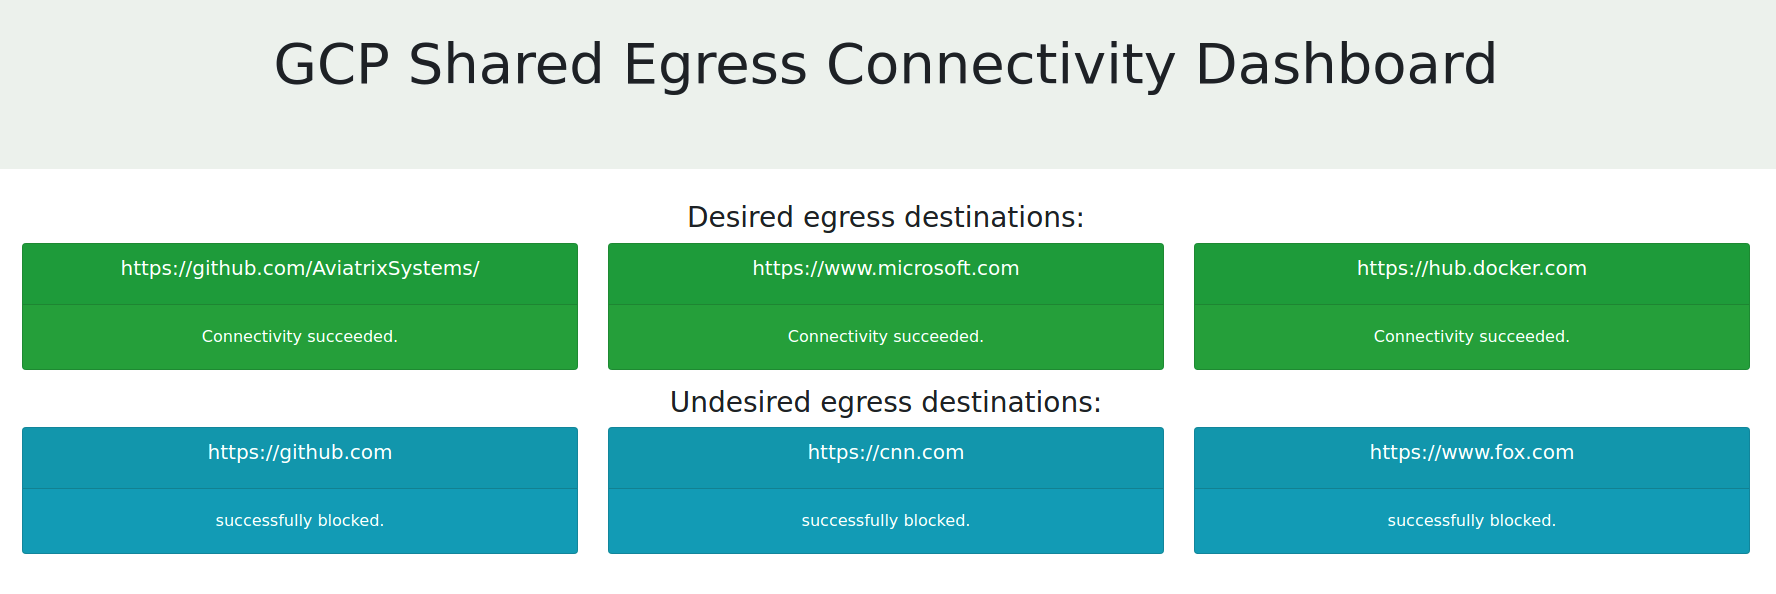 GCP Shared Egress Connectivity Dashboard
Desired egress destinations:
https://github.com/AviatrixSystems/
https://www.microsoft.com
https://hub.docker.com
Connectivity succeeded.
Connectivity succeeded.
Connectivity succeeded.
Undesired egress destinations:
https://github.com
https://cnn.com
https://www.fox.com
successfully blocked.
successfully blocked.
successfully blocked.